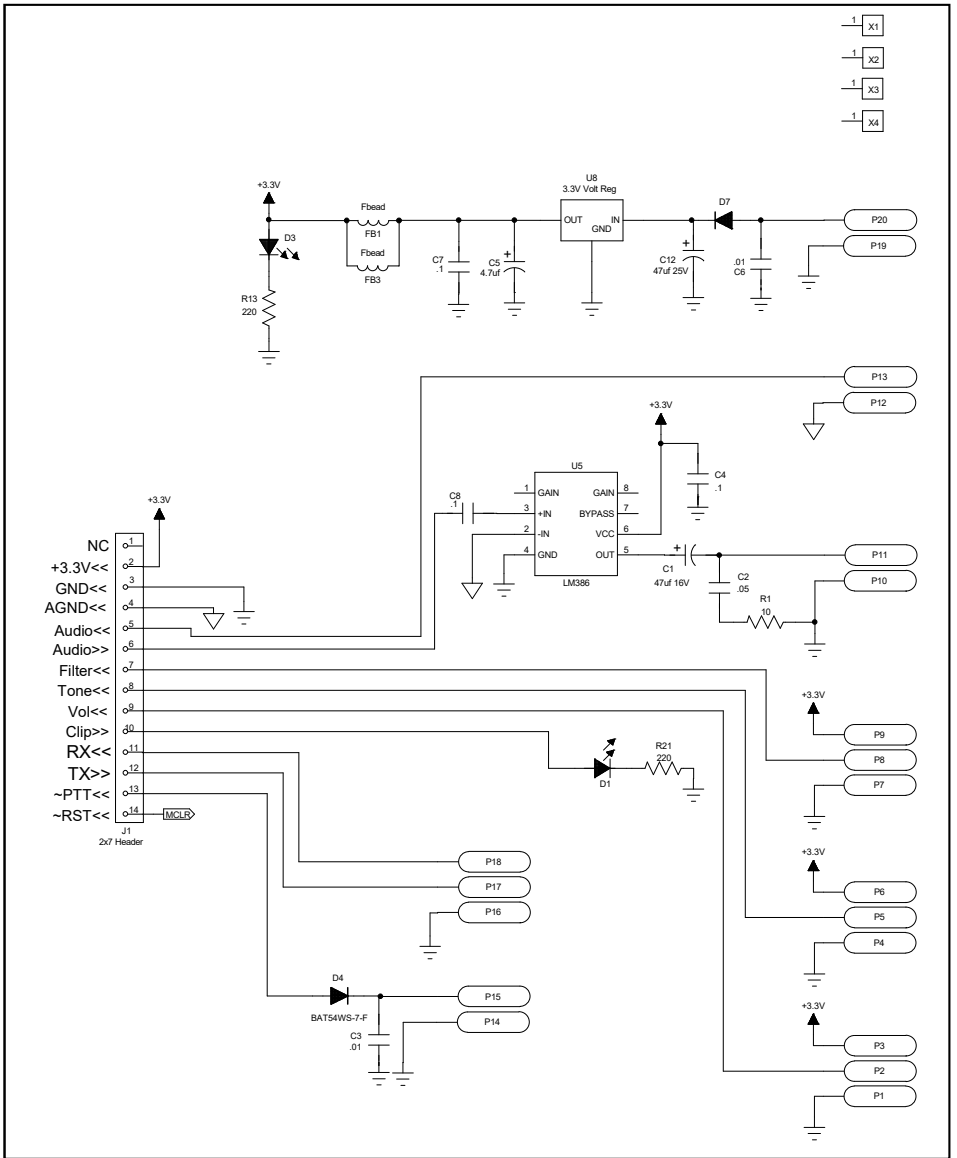 1 X1
1 X2
1 X3
1 X4
U8
3.3V Volt Reg
+3.3V
Fbead
FB1
Fbead
FB3
D3
R13
220
C7
.1
C5
4.7uf
+
OUT IN
GND
+
C12
47uf 25V
D7
.01
C6
P20
P19
P13
P12
+3.3V
C4
.1
U5
C8
.1
1 GAIN GAIN 8
3 +IN BYPASS 7
2 -IN VCC 6
4 GND OUT 5
LM386
+
C1
47uf 16V
C2
.05
R1
10
P11
P10
+3.3V
NC 1
+3.3V<< 2
GND<< 3
AGND<< 4
Audio<< 5
Audio>> 6
Filter<< 7
Tone<< 8
Vol<< 9
Clip>> 10
RX<< 11
TX>> 12
~PTT<< 13
~RST<< 14 MCLR
J1
2x7 Header
D1
R21
220
+3.3V
P9
P8
P7
P18
P17
P16
+3.3V
P6
P5
P4
D4
BAT54WS-7-F
C3
.01
P15
P14
+3.3V
P3
P2
P1